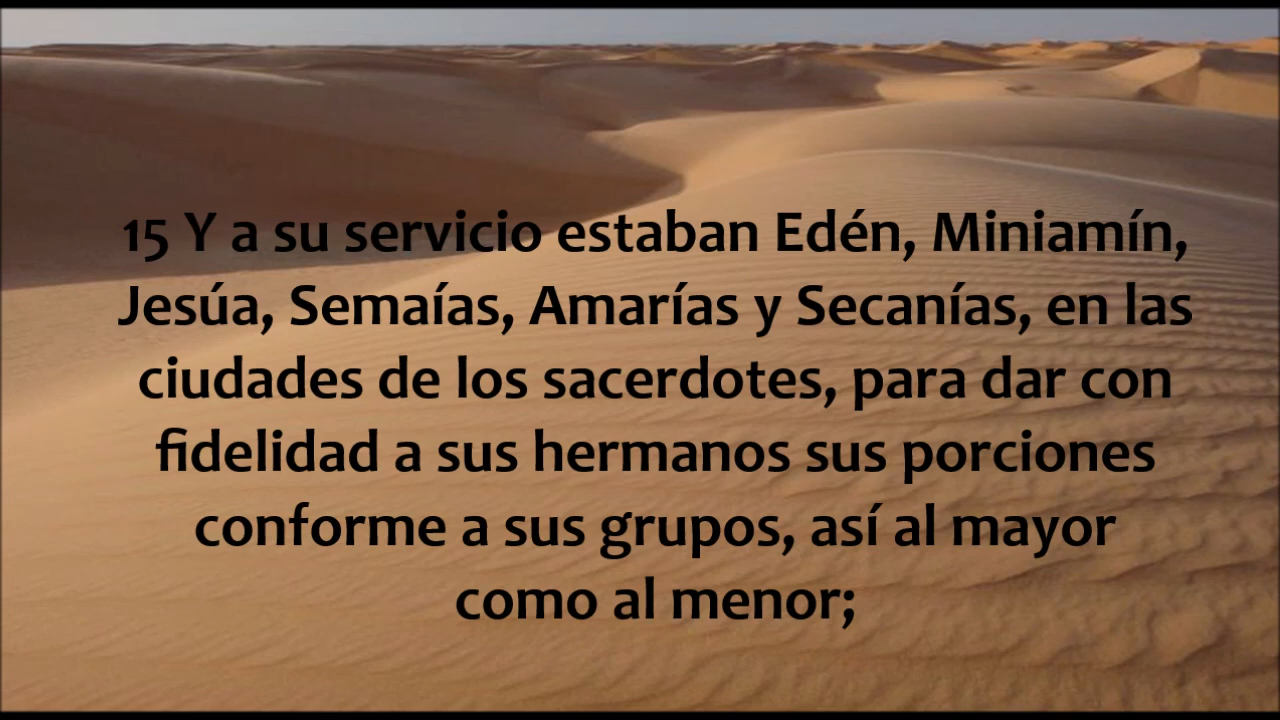 15 Y a su servicio estaban Edén, Miniamín,
Jesúa, Semaías, Amarías y Secanías, en las
ciudades de los sacerdotes, para dar con
fidelidad a sus hermanos sus porciones
conforme a sus grupos, así al mayor
como al menor;